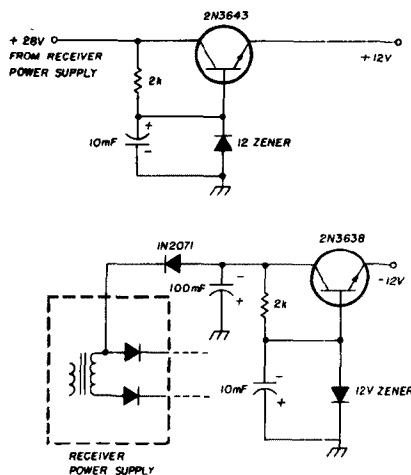 2N3643
+ 28V
FROM RECEIVER
POWER SUPPLY
+12V
2k
10mF
+
-
12 ZENER
1N2071
2N3638
-12V
-
100mF
+
2k
10mF
-
+
12V ZENER
RECEIVER
POWER SUPPLY